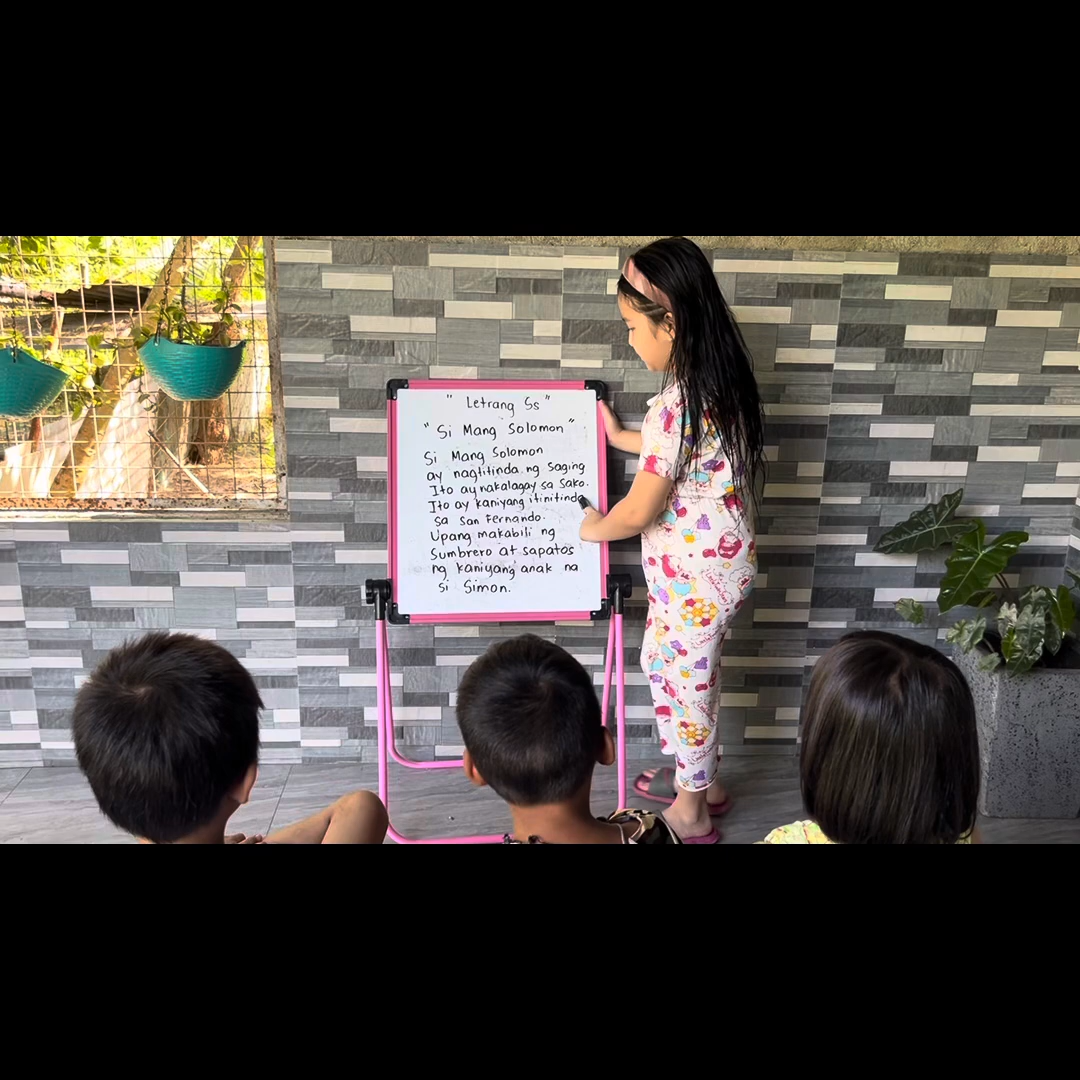 " Letrang Ss "
" Si Mang Solomon "
Si Mang Solomon
ay nagtitinda ng Saging
Ito ay nakalagay sa Sako.
Ito ay kaniyang itinitinda
sa San Fernando.
Upang makabili ng
Sumbrero at sapatos
ng kaniyang anak na
si Simon.